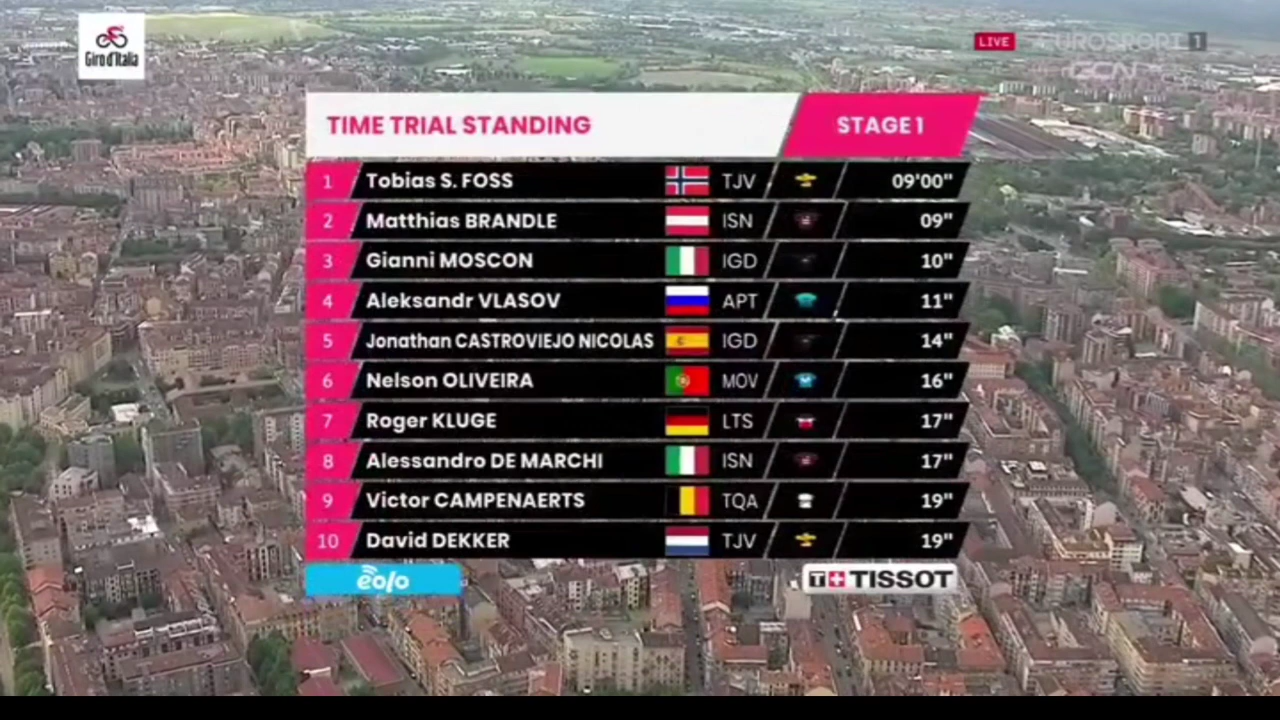 Giro d'Italia
LIVE EUROSPORT 1
GCN
TIME TRIAL STANDING STAGE 1
1 Tobias S. FOSS TJV 09'00"
2 Matthias BRANDLE ISN 09"
3 Gianni MOSCON IGD 10"
4 Aleksandr VLASOV APT 11"
5 Jonathan CASTROVIEJO NICOLAS IGD 14"
6 Nelson OLIVEIRA MOV 16"
7 Roger KLUGE LTS 17"
8 Alessandro DE MARCHI ISN 17"
9 Victor CAMPENAERTS TQA 19"
10 David DEKKER TJV 19"
eolo T+ TISSOT